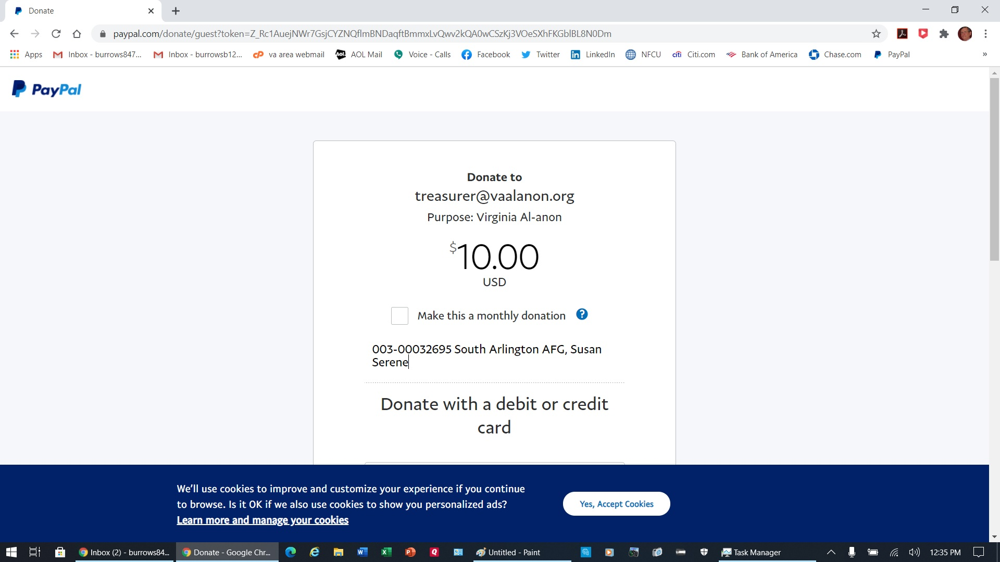 Donate
paypal.com/donate/guest?token=Z_Rc1AuejNWr7GsjCYZNQflmBNDaqftBmmxLvQwv2kQA0wCSzKj3VOeSXhFKGblBL8N0Dm
Apps Inbox - burrows847... Inbox - burrowsb12... va area webmail Aol. AOL Mail Voice - Calls Facebook Twitter LinkedIn NFCU citi Citi.com Bank of America Chase.com PayPal »
PayPal
Donate to
treasurer@vaalanon.org
Purpose: Virginia Al-anon
$10.00
USD
Make this a monthly donation ?
003-00032695 South Arlington AFG, Susan
Serene
Donate with a debit or credit
card
We'll use cookies to improve and customize your experience if you continue
to browse. Is it OK if we also use cookies to show you personalized ads?
Learn more and manage your cookies
Yes, Accept Cookies
Inbox (2) - burrows84... Donate - Google Chr... Untitled - Paint Task Manager 12:35 PM